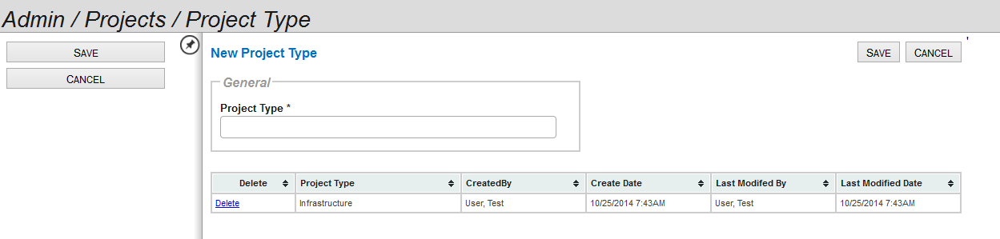 Admin / Projects / Project Type
SAVE
CANCEL
New Project Type
SAVE CANCEL
'
General
Project Type *
Delete Project Type CreatedBy Create Date Last Modifed By Last Modified Date
Delete Infrastructure User, Test 10/25/2014 7:43AM User, Test 10/25/2014 7:43AM